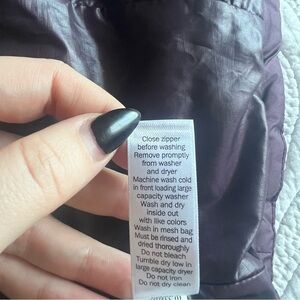 Close zipper
before washing
Remove promptly
from washer
and dryer
Machine wash cold
in front loading large
capacity washer
Wash and dry
inside out
with like colors
Wash in mesh bag
Must be rinsed and
dried thoroughly
Do not bleach
Tumble dry low in
large capacity dryer
Do not iron
Do not dry clean